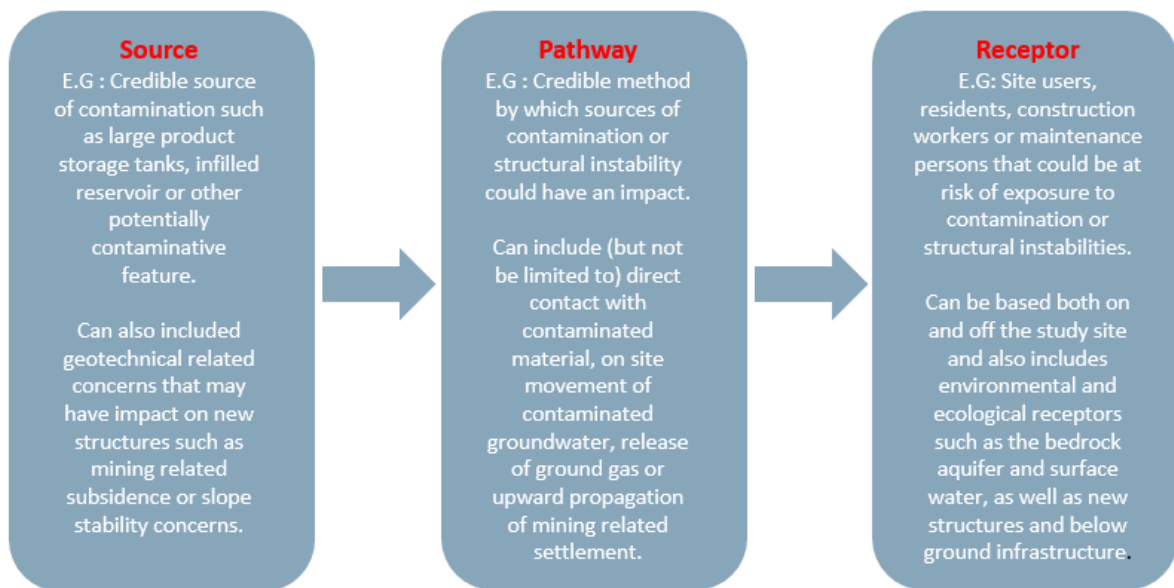 Source
E.G : Credible source
of contamination such
as large product
storage tanks, infilled
reservoir or other
potentially
contaminative
feature.
Can also included
geotechnical related
concerns that may
have impact on new
structures such as
mining related
subsidence or slope
stability concerns.
Pathway
E.G : Credible method
by which sources of
contamination or
structural instability
could have an impact.
Can include (but not
be limited to) direct
contact with
contaminated
material, on site
movement of
contaminated
groundwater, release
of ground gas or
upward propagation
of mining related
settlement.
Receptor
E.G: Site users,
residents, construction
workers or maintenance
persons that could be at
risk of exposure to
contamination or
structural instabilities.
Can be based both on
and off the study site
and also includes
environmental and
ecological receptors
such as the bedrock
aquifer and surface
water, as well as new
structures and below
ground infrastructure.